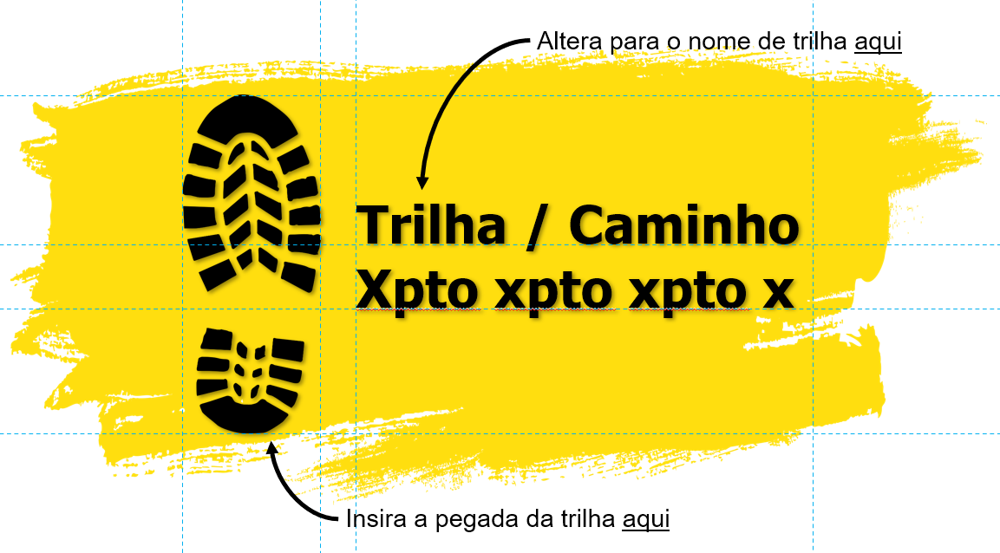 Altera para o nome de trilha aqui
Trilha / Caminho
Xpto xpto xpto x
Insira a pegada da trilha aqui